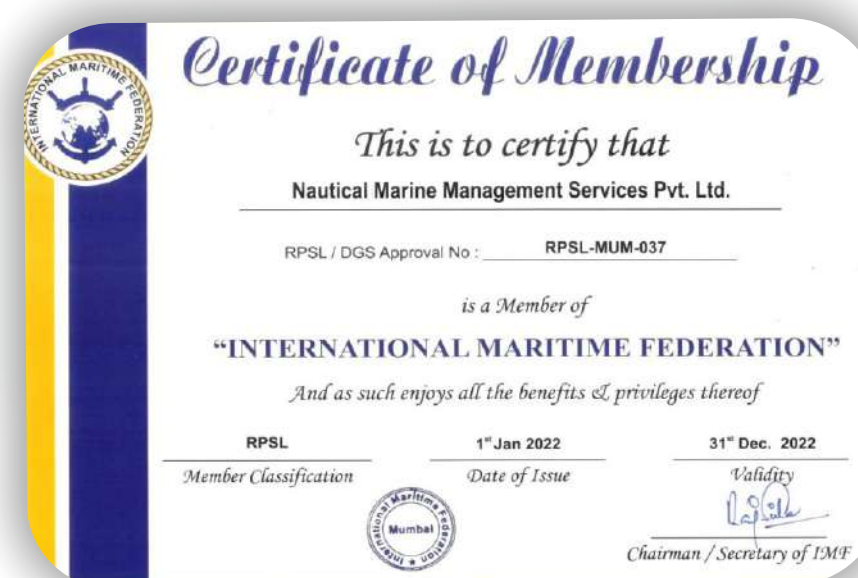 INTERNATIONAL MARITIME FEDERATION
Certificate of Membership
This is to certify that
Nautical Marine Management Services Pvt. Ltd.
RPSL / DGS Approval No : RPSL-MUM-037
is a Member of
“INTERNATIONAL MARITIME FEDERATION”
And as such enjoys all the benefits & privileges thereof
RPSL 1st Jan 2022 31st Dec. 2022
Member Classification Date of Issue Validity
International Maritime Federation
Mumbai
Chairman / Secretary of IMF